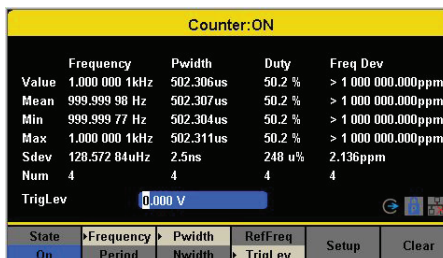 Counter:ON
Frequency Pwidth Duty Freq Dev
Value 1.000 000 1kHz 502.306us 50.2 % > 1 000 000.000ppm
Mean 999.999 98 Hz 502.307us 50.2 % > 1 000 000.000ppm
Min 999.999 77 Hz 502.304us 50.2 % > 1 000 000.000ppm
Max 1.000 000 1kHz 502.311us 50.2 % > 1 000 000.000ppm
Sdev 128.572 84uHz 2.5ns 248 u% 2.136ppm
Num 4 4 4 4
TrigLev 0.000 V
State Frequency Pwidth RefFreq Setup Clear
On Period Nwidth TrigLev